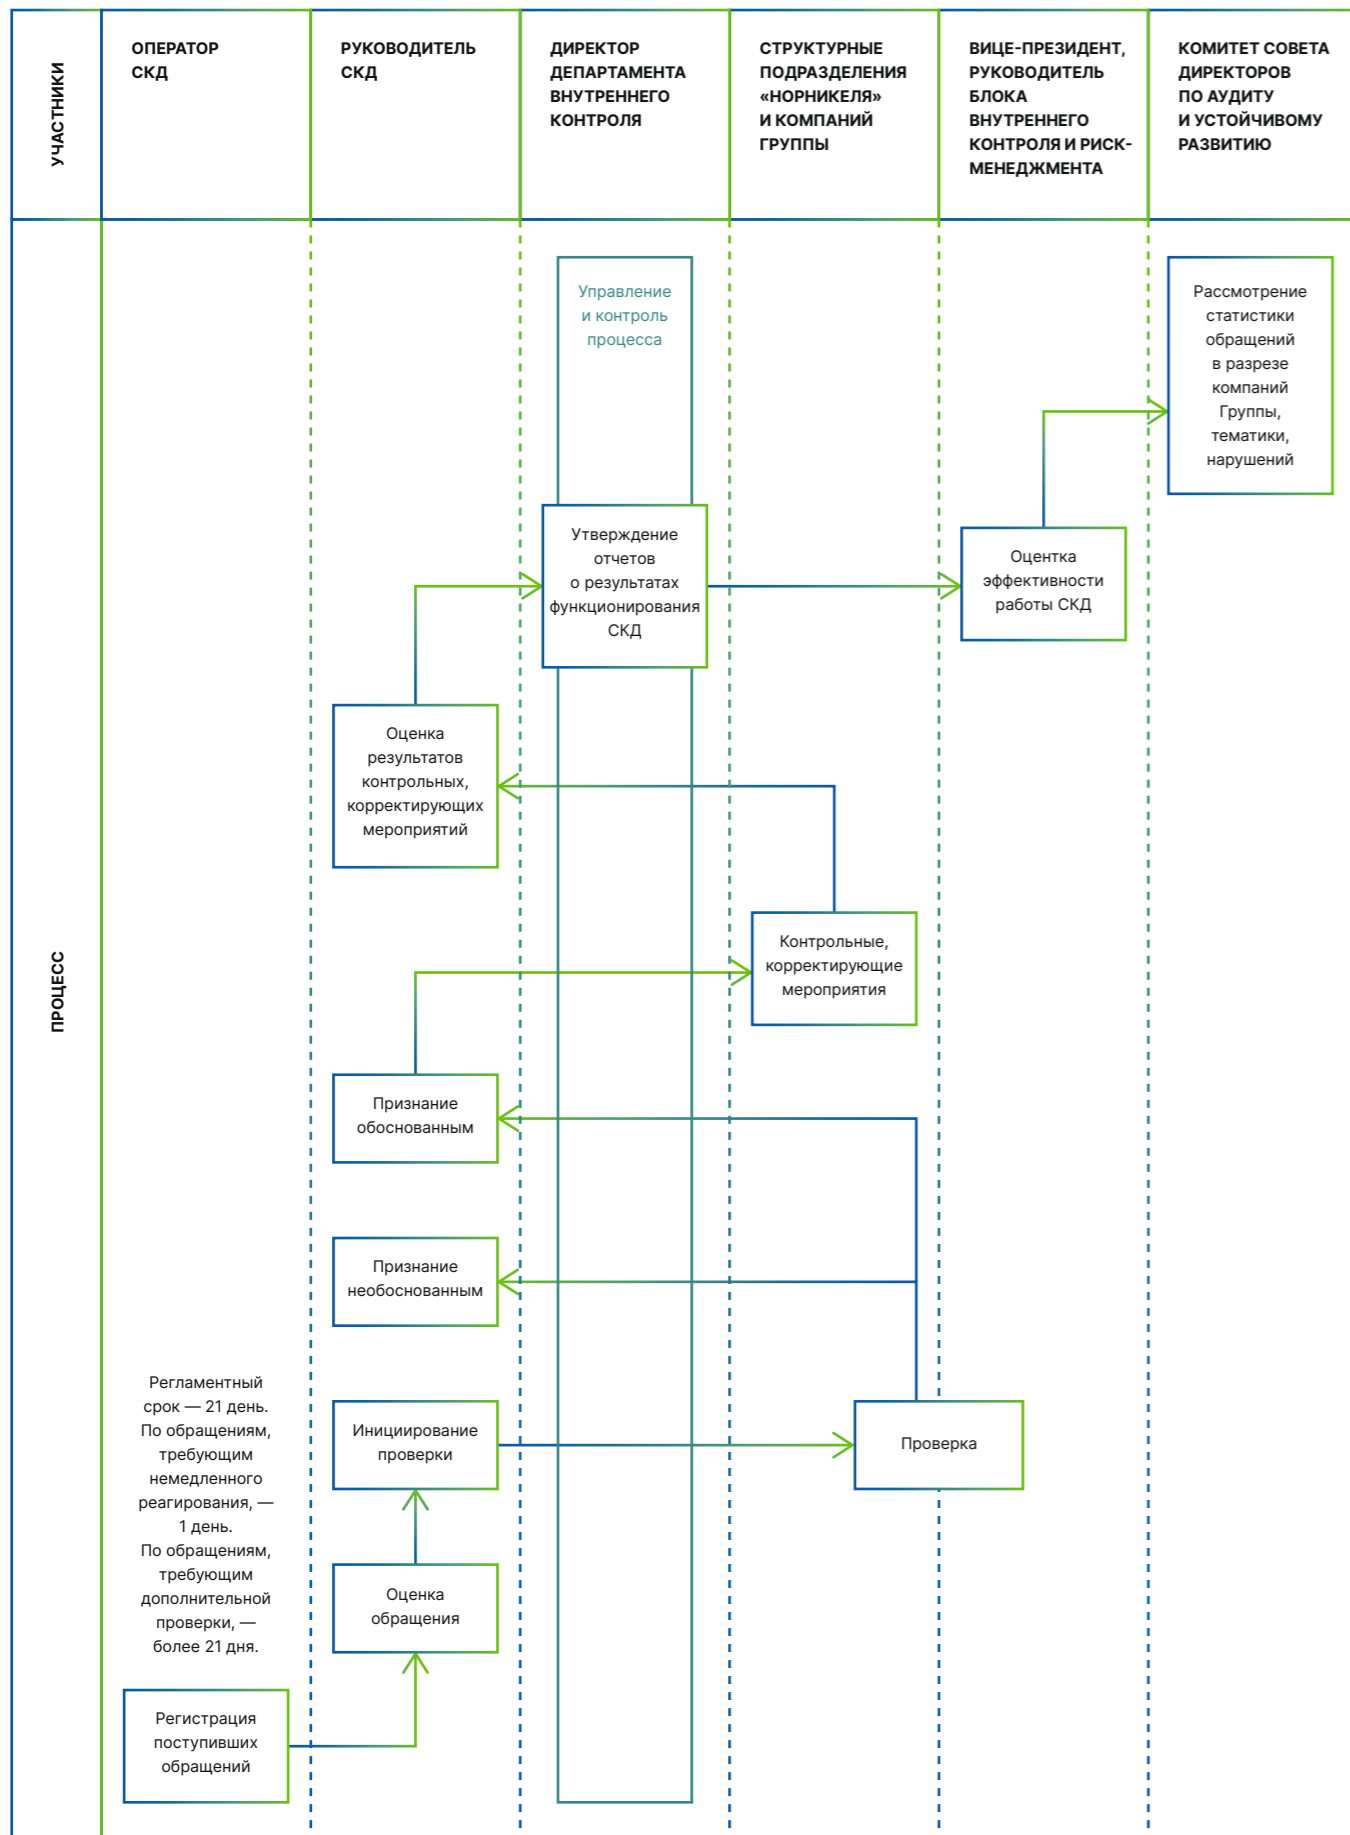 УЧАСТНИКИ
ОПЕРАТОР
СКД
РУКОВОДИТЕЛЬ
СКД
ДИРЕКТОР
ДЕПАРТАМЕНТА
ВНУТРЕННЕГО
КОНТРОЛЯ
СТРУКТУРНЫЕ
ПОДРАЗДЕЛЕНИЯ
«НОРНИКЕЛЯ»
И КОМПАНИЙ
ГРУППЫ
ВИЦЕ-ПРЕЗИДЕНТ,
РУКОВОДИТЕЛЬ
БЛОКА
ВНУТРЕННЕГО
КОНТРОЛЯ И РИСК-
МЕНЕДЖМЕНТА
КОМИТЕТ СОВЕТА
ДИРЕКТОРОВ
ПО АУДИТУ
И УСТОЙЧИВОМУ
РАЗВИТИЮ
ПРОЦЕСС
Управление
и контроль
процесса
Рассмотрение
статистики
обращений
в разрезе
компаний
Группы,
тематики,
нарушений
Утверждение
отчетов
о результатах
функционирования
СКД
Оцентка
эффективности
работы СКД
Оценка
результатов
контрольных,
корректирующих
мероприятий
Контрольные,
корректирующие
мероприятия
Признание
обоснованным
Признание
необоснованным
Регламентный
срок — 21 день.
По обращениям,
требующим
немедленного
реагирования, —
1 день.
По обращениям,
требующим
дополнительной
проверки, —
более 21 дня.
Инициирование
проверки
Проверка
Оценка
обращения
Регистрация
поступивших
обращений